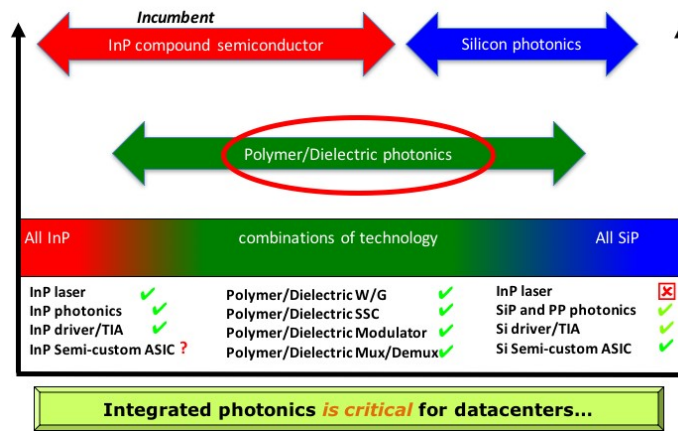 Incumbent
InP compound semiconductor
Silicon photonics
Polymer/Dielectric photonics
All InP
combinations of technology
All SiP
InP laser
InP photonics
InP driver/TIA
InP Semi-custom ASIC ?
Polymer/Dielectric W/G
Polymer/Dielectric SSC
Polymer/Dielectric Modulator
Polymer/Dielectric Mux/Demux
InP laser
SiP and PP photonics
Si driver/TIA
Si Semi-custom ASIC
Integrated photonics is critical for datacenters...